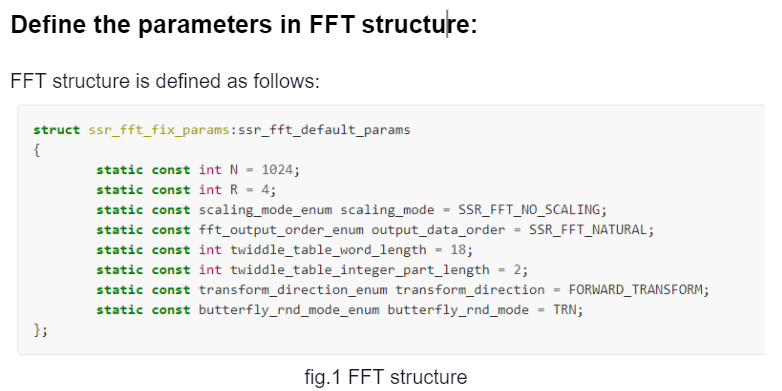 Define the parameters in FFT structure:
FFT structure is defined as follows:
struct ssr_fft_fix_params:ssr_fft_default_params
{
static const int N = 1024;
static const int R = 4;
static const scaling_mode_enum scaling_mode = SSR_FFT_NO_SCALING;
static const fft_output_order_enum output_data_order = SSR_FFT_NATURAL;
static const int twiddle_table_word_length = 18;
static const int twiddle_table_integer_part_length = 2;
static const transform_direction_enum transform_direction = FORWARD_TRANSFORM;
static const butterfly_rnd_mode_enum butterfly_rnd_mode = TRN;
};
fig.1 FFT structure